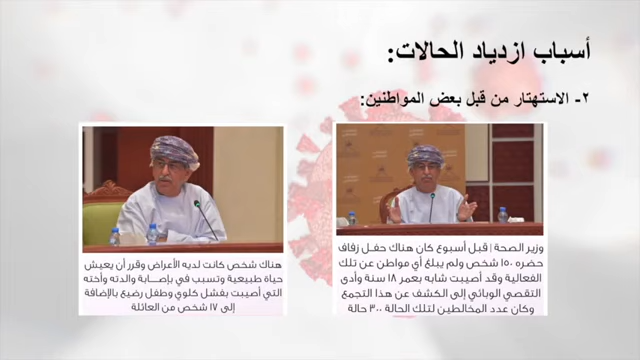 أسباب ازدياد الحالات:
٢- الاستهتار من قبل بعض المواطنين:
وزير الصحة | قبل أسبوع كان هناك حفل زفاف
حضره ١٥٠ شخص ولم يبلغ أي مواطن عن تلك
الفعالية وقد أصيبت شابه بعمر ١٨ سنة وأدى
التقصي الوبائي إلى الكشف عن هذا التجمع
وكان عدد المخالطين لتلك الحالة ٣٠٠ حالة
هناك شخص كانت لديه الأعراض وقرر أن يعيش
حياة طبيعية وتسبب في إصابة والدته وأخته
التي أصيبت بفشل كلوي وطفل رضيع بالإضافة
إلى ١٧ شخص من العائلة